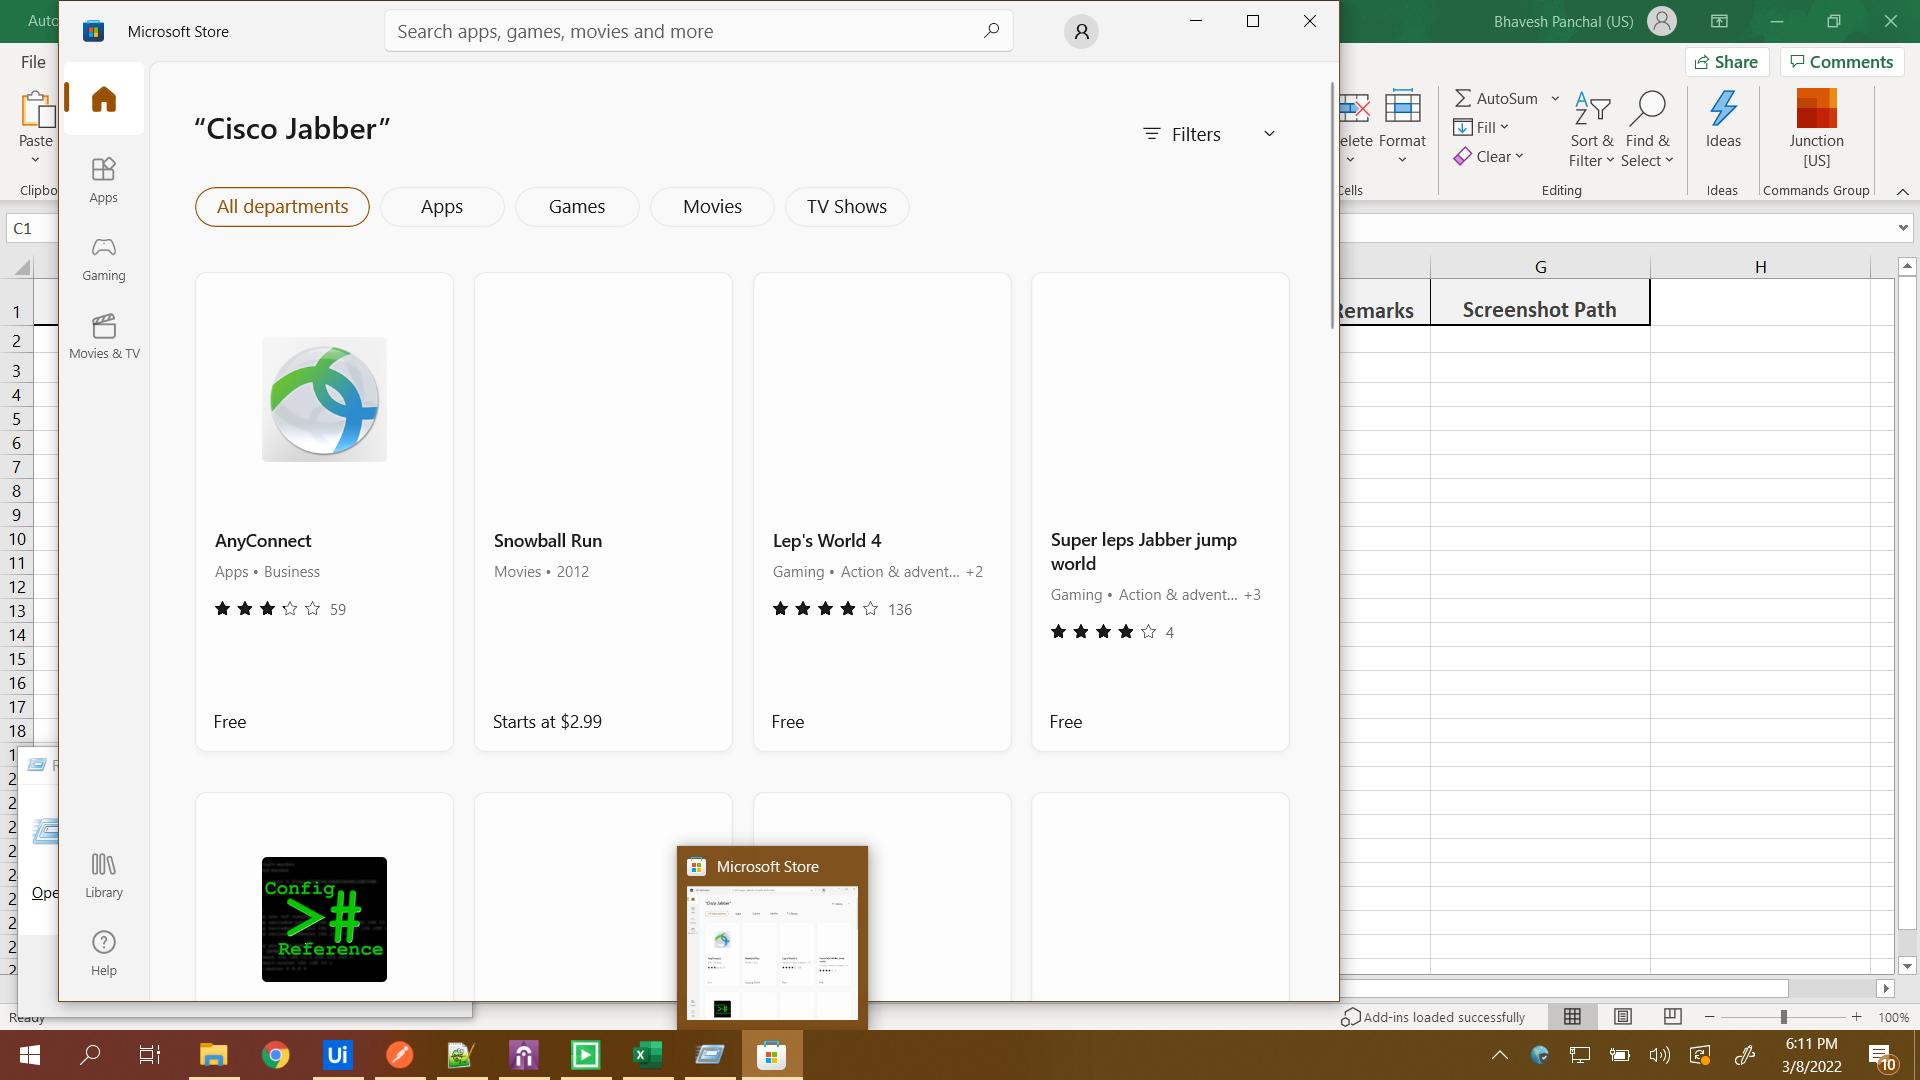 Auto
Microsoft Store
Search apps, games, movies and more
Bhavesh Panchal (US)
File
Share
Comments
Paste
Clipbo
Format
AutoSum
Fill
Clear
Sort &
Filter
Find &
Select
Ideas
Junction
[US]
Cells
Editing
Ideas
Commands Group
C1
G
H
Remarks
Screenshot Path
1
2
3
4
5
6
7
8
9
10
11
12
13
14
15
16
17
18
Apps
Gaming
Movies & TV
Library
Help
“Cisco Jabber”
Filters
All departments
Apps
Games
Movies
TV Shows
AnyConnect
Apps • Business
59
Free
Snowball Run
Movies • 2012
Starts at $2.99
Lep's World 4
Gaming • Action & advent... +2
136
Free
Super leps Jabber jump
world
Gaming • Action & advent... +3
4
Free
Config
>#
Reference
Microsoft Store
"Cisco Jabber"
Ope
Ready
Add-ins loaded successfully
100%
Ui
6:11 PM
3/8/2022
10